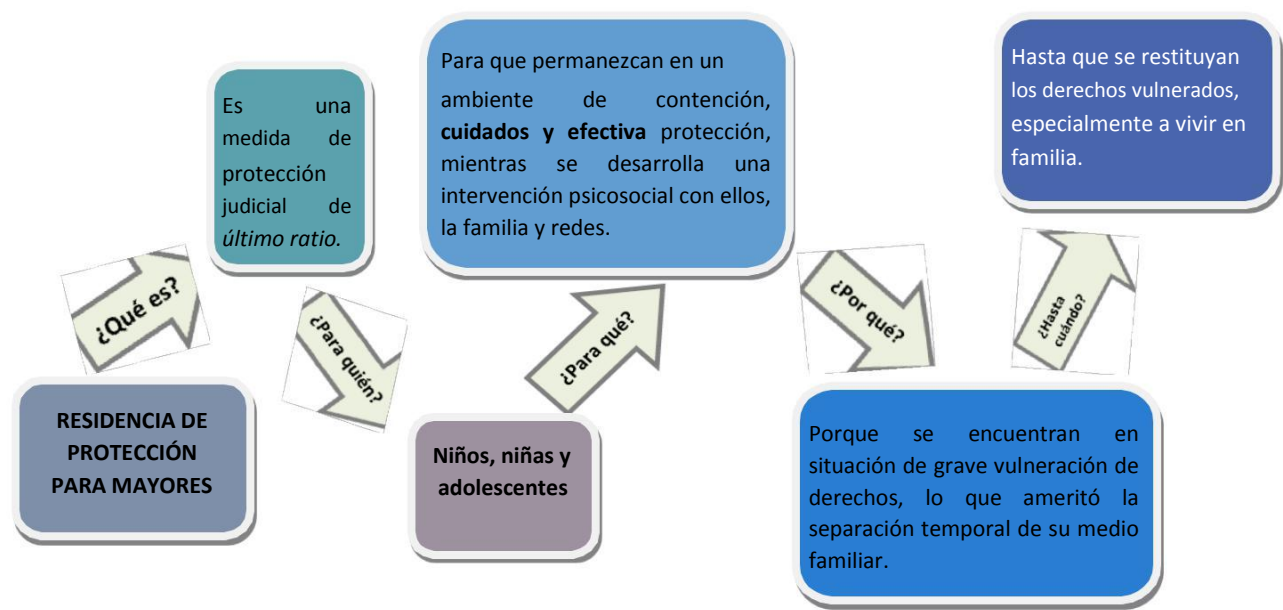 RESIDENCIA DE
PROTECCIÓN
PARA MAYORES
¿Qué es?
Es una
medida de
protección
judicial de
último ratio.
¿Para quién?
Niños, niñas y
adolescentes
¿Para qué?
Para que permanezcan en un
ambiente de contención,
cuidados y efectiva protección,
mientras se desarrolla una
intervención psicosocial con ellos,
la familia y redes.
¿Por qué?
Porque se encuentran en
situación de grave vulneración de
derechos, lo que ameritó la
separación temporal de su medio
familiar.
¿Hasta
cuándo?
Hasta que se restituyan
los derechos vulnerados,
especialmente a vivir en
familia.